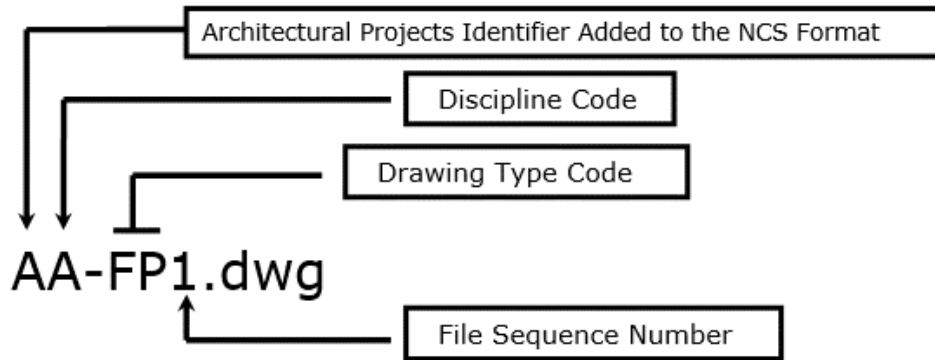 Architectural Projects Identifier Added to the NCS Format
Discipline Code
Drawing Type Code
AA-FP1.dwg
File Sequence Number